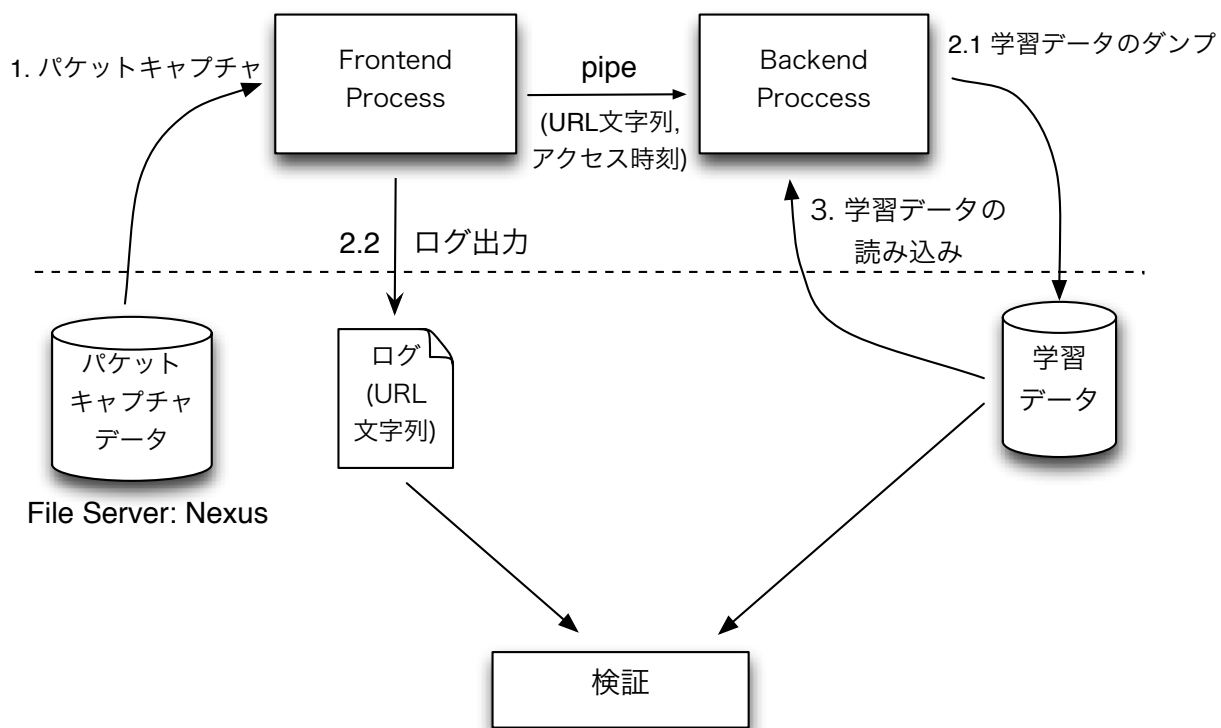 1. パケットキャプチャ
Frontend
Process
pipe
(URL文字列,
アクセス時刻)
Backend
Proccess
2.1 学習データのダンプ
2.2 ログ出力
3. 学習データの
読み込み
パケット
キャプチャ
データ
File Server: Nexus
ログ
(URL
文字列)
学習
データ
検証